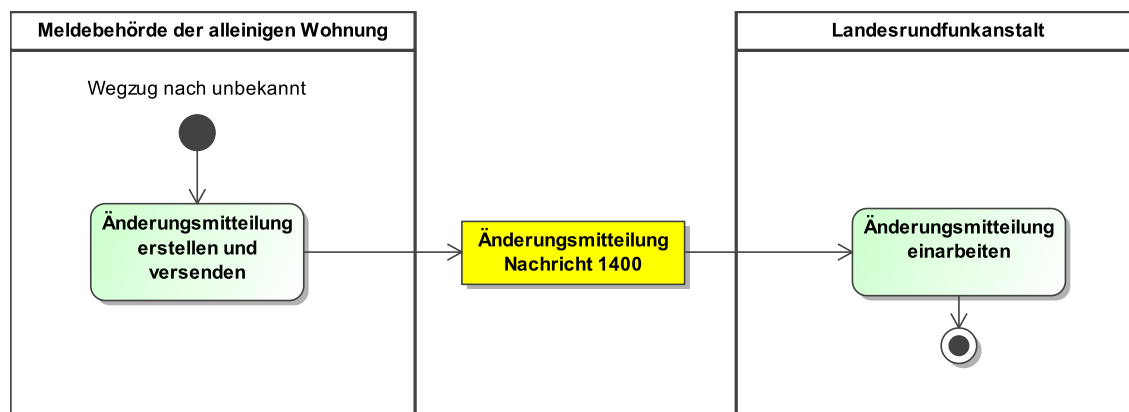 Meldebehörde der alleinigen Wohnung
Landesrundfunkanstalt
Wegzug nach unbekannt
Änderungsmitteilung
erstellen und
versenden
Änderungsmitteilung
Nachricht 1400
Änderungsmitteilung
einarbeiten